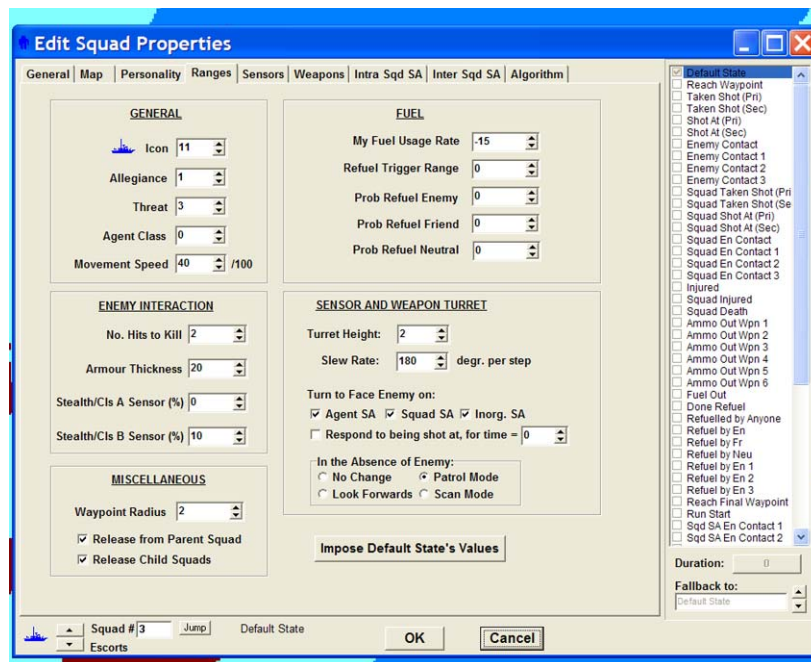 Edit Squad Properties
General Map Personality Ranges Sensors Weapons Intra Sqd SA Inter Sqd SA Algorithm
GENERAL
Icon 11
Allegiance 1
Threat 3
Agent Class 0
Movement Speed 40 /100
FUEL
My Fuel Usage Rate -15
Refuel Trigger Range 0
Prob Refuel Enemy 0
Prob Refuel Friend 0
Prob Refuel Neutral 0
ENEMY INTERACTION
No. Hits to Kill 2
Armour Thickness 20
Stealth/Cls A Sensor (%) 0
Stealth/Cls B Sensor (%) 10
SENSOR AND WEAPON TURRET
Turret Height: 2
Slew Rate: 180 degr. per step
Turn to Face Enemy on:
Agent SA Squad SA Inorg. SA
Respond to being shot at, for time = 0
In the Absence of Enemy:
No Change Patrol Mode
Look Forwards Scan Mode
MISCELLANEOUS
Waypoint Radius 2
Release from Parent Squad
Release Child Squads
Impose Default State's Values
Default State
Reach Waypoint
Taken Shot (Pri)
Taken Shot (Sec)
Shot At (Pri)
Shot At (Sec)
Enemy Contact
Enemy Contact 1
Enemy Contact 2
Enemy Contact 3
Squad Taken Shot (Pri
Squad Taken Shot (Se
Squad Shot At (Pri)
Squad Shot At (Sec)
Squad En Contact
Squad En Contact 1
Squad En Contact 2
Squad En Contact 3
Injured
Squad Injured
Squad Death
Ammo Out Wpn 1
Ammo Out Wpn 2
Ammo Out Wpn 3
Ammo Out Wpn 4
Ammo Out Wpn 5
Ammo Out Wpn 6
Fuel Out
Done Refuel
Refuelled by Anyone
Refuel by En
Refuel by Fr
Refuel by Neu
Refuel by En 1
Refuel by En 2
Refuel by En 3
Reach Final Waypoint
Run Start
Sqd SA En Contact 1
Sqd SA En Contact 2
Duration: 0
Fallback to:
Default State
Squad # 3 Jump Default State
Escorts
OK Cancel